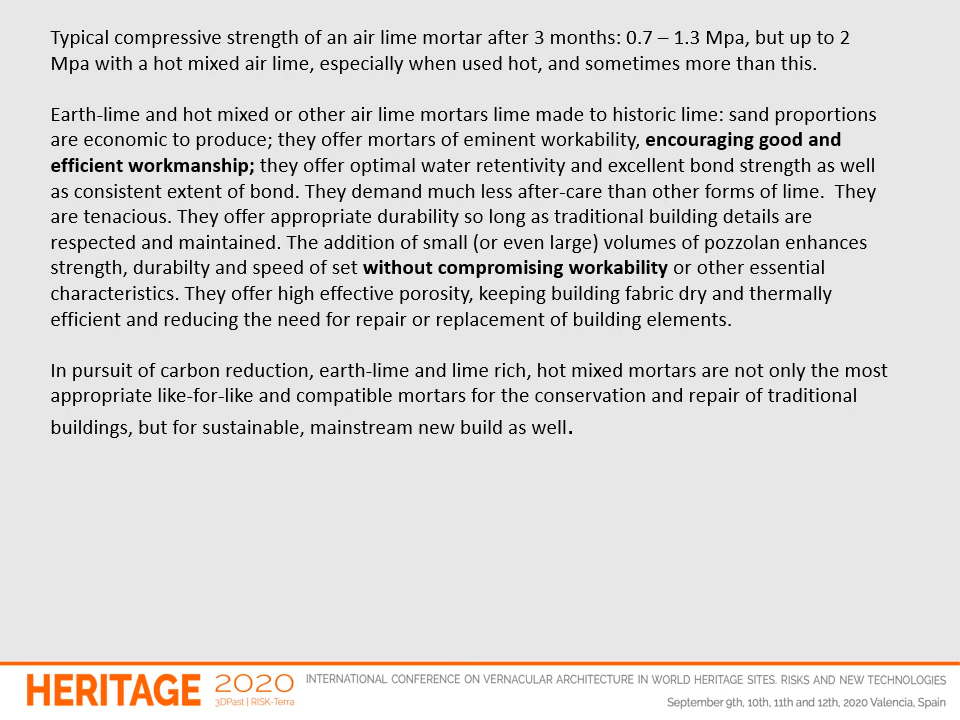 Typical compressive strength of an air lime mortar after 3 months: 0.7 – 1.3 Mpa, but up to 2
Mpa with a hot mixed air lime, especially when used hot, and sometimes more than this.
Earth-lime and hot mixed or other air lime mortars lime made to historic lime: sand proportions
are economic to produce; they offer mortars of eminent workability, encouraging good and
efficient workmanship; they offer optimal water retentivity and excellent bond strength as well
as consistent extent of bond. They demand much less after-care than other forms of lime.  They
are tenacious. They offer appropriate durability so long as traditional building details are
respected and maintained. The addition of small (or even large) volumes of pozzolan enhances
strength, durabilty and speed of set without compromising workability or other essential
characteristics. They offer high effective porosity, keeping building fabric dry and thermally
efficient and reducing the need for repair or replacement of building elements.
In pursuit of carbon reduction, earth-lime and lime rich, hot mixed mortars are not only the most
appropriate like-for-like and compatible mortars for the conservation and repair of traditional
buildings, but for sustainable, mainstream new build as well.
HERITAGE 2020
3DPast | RISK-Terra
INTERNATIONAL CONFERENCE ON VERNACULAR ARCHITECTURE IN WORLD HERITAGE SITES. RISKS AND NEW TECHNOLOGIES
September 9th, 10th, 11th and 12th, 2020 Valencia, Spain